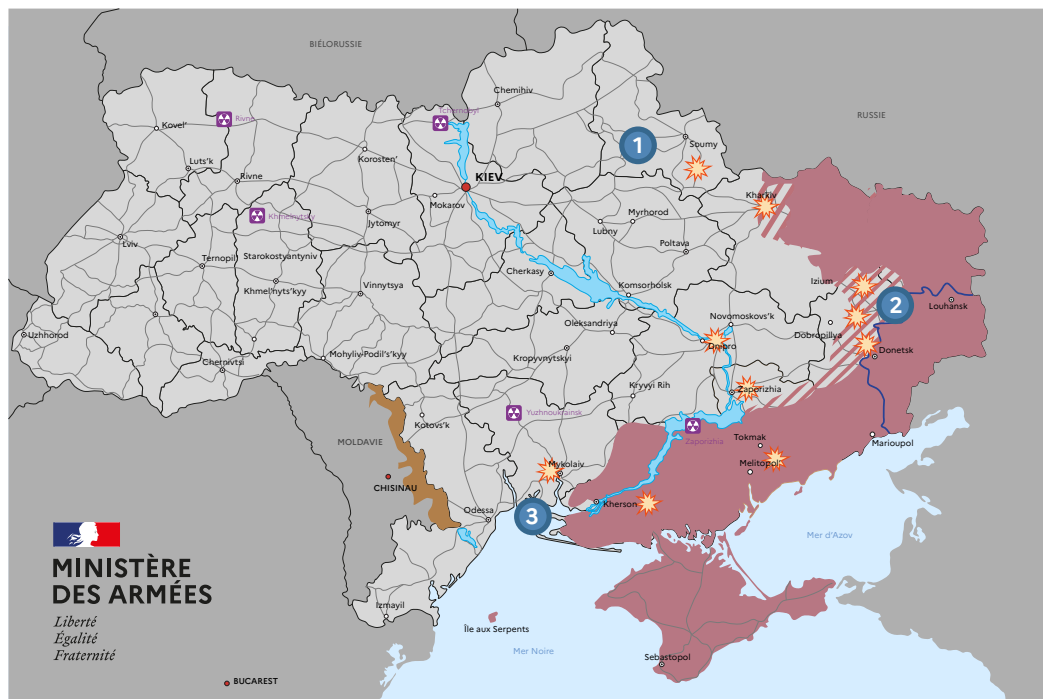 BIÉLORUSSIE
RUSSIE
Chernihiv
Tchernobyl
Rivne
Kovel'
1
Soumy
Korosten'
Luts'k
Rivne
KIEV
Kharkiv
Makarov
Khmelnytsky
Jytomyr
Myrhorod
Lubny
Lviv
Poltava
Ternopil
Starokostyantyniv
Cherkasy
Izium
Khmel'nyts'kyy
Vinnytsya
Komsorholsk
2
Louhansk
Novomoskovs'k
Oleksandriya
Uzhhorod
Dobropillya
Dnipro
Donetsk
Mohyliv-Podil's'kyy
Kropyvnytskyi
Chernivtsi
Kryvyi Rih
Zaporizhia
Yuzhnoukrainsk
Kotovs'k
MOLDAVIE
Zaporizhia
Tokmak
Marioupol
Mykolaiv
Melitopol
CHISINAU
Kherson
Odessa
3
Mer d'Azov
MINISTÈRE
DES ARMÉES
Liberté
Égalité
Fraternité
Izmayil
Île aux Serpents
Mer Noire
Sebastopol
BUCAREST